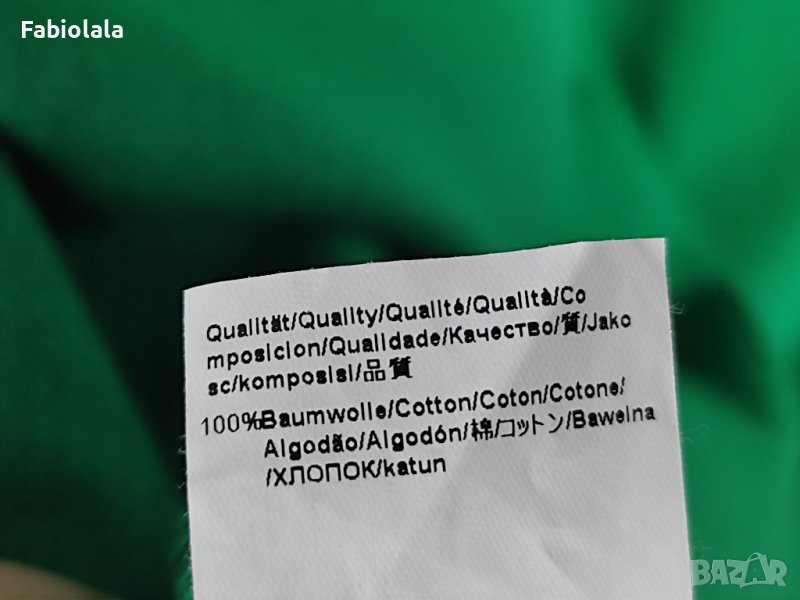 Fabiolala
Qualität/Quality/Qualité/Qualità/Co
mposicion/Qualidade/Качество/質/Jako
sc/komposisi/品質
100%Baumwolle/Cotton/Coton/Cotone/
Algodão/Algodón/棉/コットン/Bawelna
/ХЛОПОК/katun
BAZAR